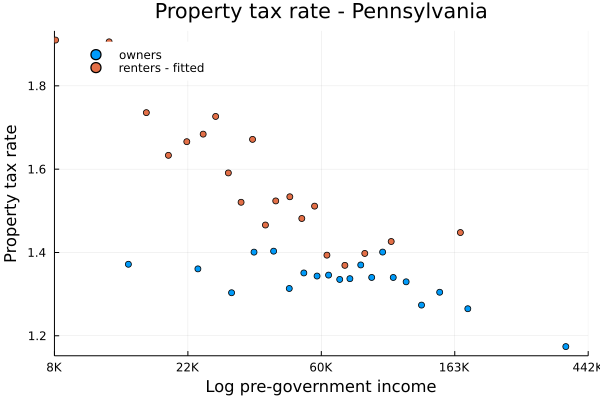 Property tax rate - Pennsylvania
owners
renters - fitted
Property tax rate
1.8
1.6
1.4
1.2
8K 22K 60K 163K 442K
Log pre-government income